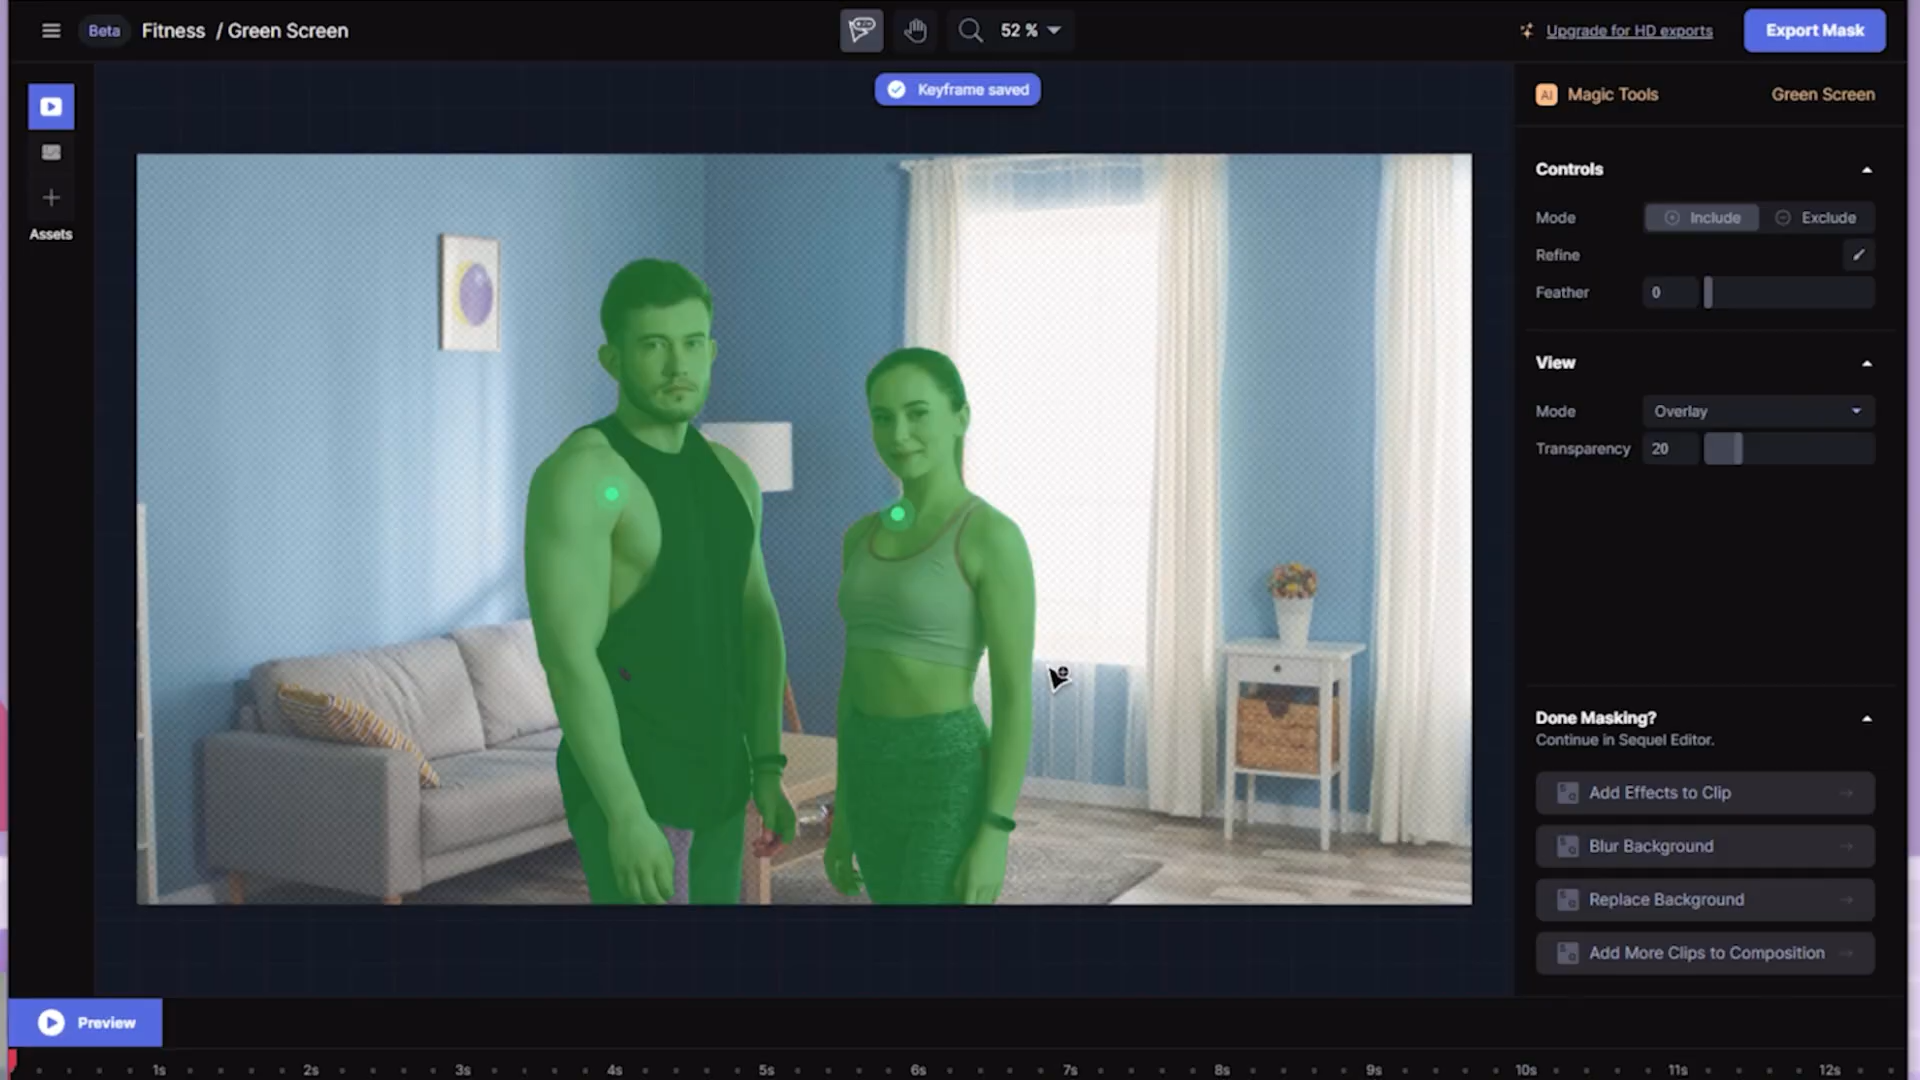 Beta
Fitness / Green Screen
52 %
Upgrade for HD exports
Export Mask
Keyframe saved
AI Magic Tools
Green Screen
Assets
Controls
Mode
Include
Exclude
Refine
Feather
0
View
Mode
Overlay
Transparency
20
Done Masking?
Continue in Sequel Editor.
Add Effects to Clip
Blur Background
Replace Background
Add More Clips to Composition
Preview
1s 2s 3s 4s 5s 6s 7s 8s 9s 10s 11s 12s